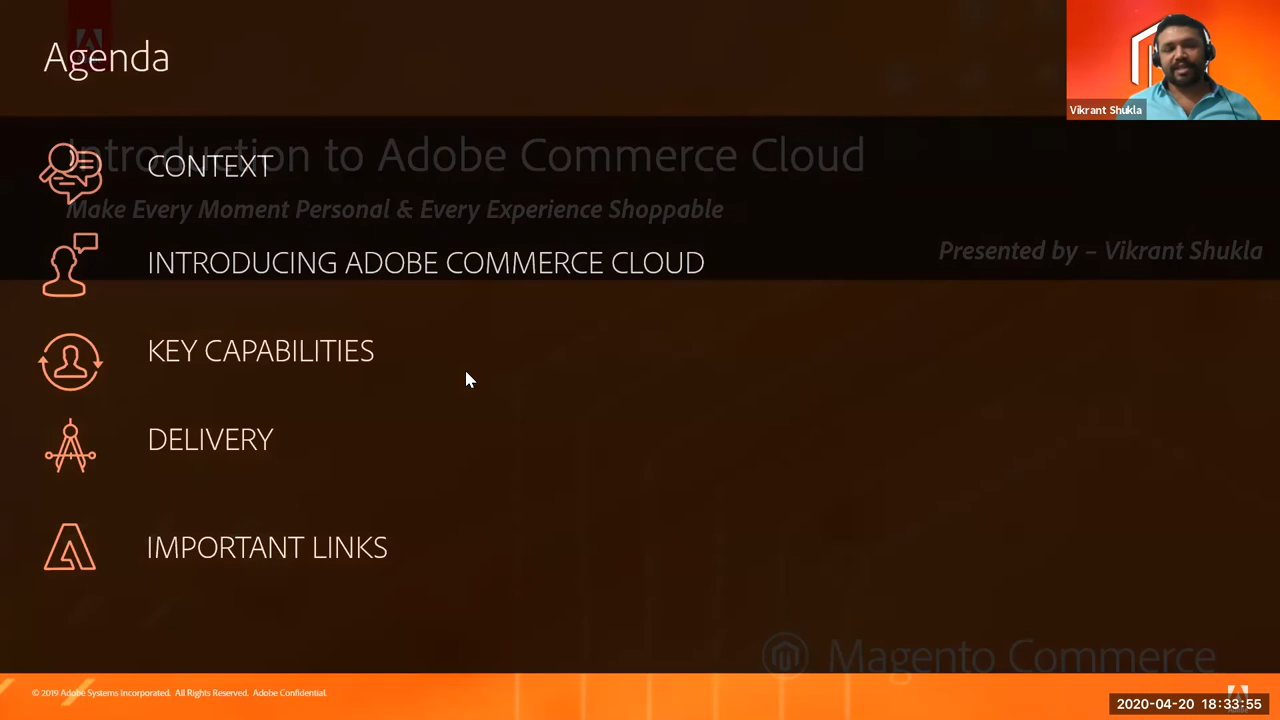 Agenda
Vikrant Shukla
Introduction to Adobe Commerce Cloud
CONTEXT
Make Every Moment Personal & Every Experience Shoppable
Presented by – Vikrant Shukla
INTRODUCING ADOBE COMMERCE CLOUD
KEY CAPABILITIES
DELIVERY
IMPORTANT LINKS
Magento Commerce
© 2019 Adobe Systems Incorporated. All Rights Reserved. Adobe Confidential.
2020-04-20 18:33:55